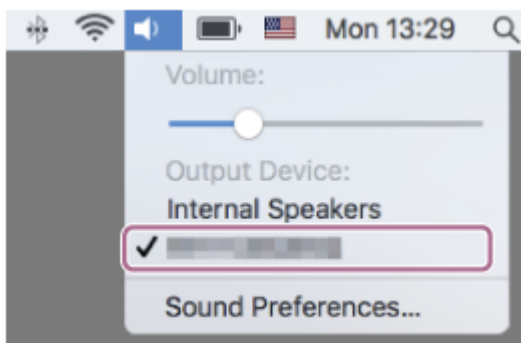 Mon 13:29
Volume:
Output Device:
Internal Speakers
Sound Preferences...